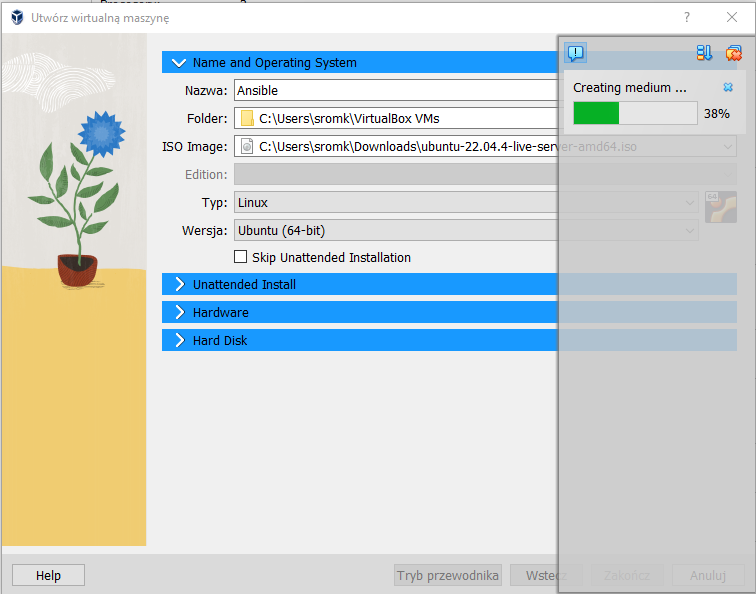 Utwórz wirtualną maszynę
Name and Operating System
Nazwa: Ansible
Folder: C:\Users\sromk\VirtualBox VMs
ISO Image: C:\Users\sromk\Downloads\ubuntu-22.04.4-live-server-amd64.iso
Edition:
Typ: Linux
Wersja: Ubuntu (64-bit)
Skip Unattended Installation
Unattended Install
Hardware
Hard Disk
Creating medium ...
38%
64
Help Tryb przewodnika Wstecz Zakończ Anuluj